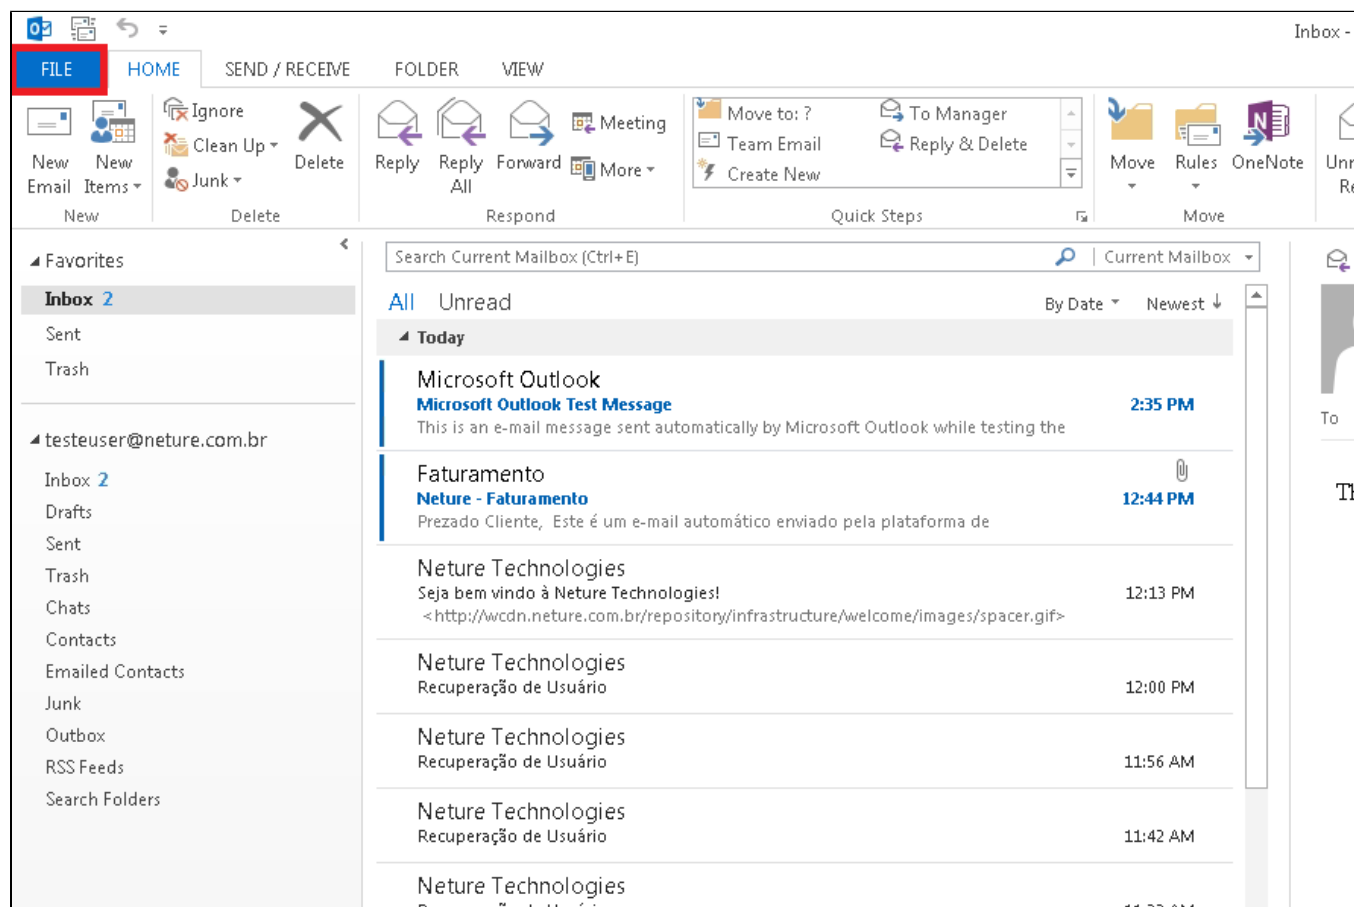 Inbox -
FILE HOME SEND / RECEIVE FOLDER VIEW
New Email
New Items
Ignore
Clean Up
Junk
Delete
Reply
Reply All
Forward
Meeting
More
Move to: ?
Team Email
Create New
To Manager
Reply & Delete
Move
Rules
OneNote
New Delete Respond Quick Steps Move
Favorites
Inbox 2
Sent
Trash
testeuser@neture.com.br
Inbox 2
Drafts
Sent
Trash
Chats
Contacts
Emailed Contacts
Junk
Outbox
RSS Feeds
Search Folders
Search Current Mailbox (Ctrl+E) Current Mailbox
All Unread By Date Newest
Today
Microsoft Outlook
Microsoft Outlook Test Message 2:35 PM
This is an e-mail message sent automatically by Microsoft Outlook while testing the
Faturamento
Neture - Faturamento 12:44 PM
Prezado Cliente, Este é um e-mail automático enviado pela plataforma de
Neture Technologies
Seja bem vindo à Neture Technologies! 12:13 PM
<http://wcdn.neture.com.br/repository/infrastructure/welcome/images/spacer.gif>
Neture Technologies
Recuperação de Usuário 12:00 PM
Neture Technologies
Recuperação de Usuário 11:56 AM
Neture Technologies
Recuperação de Usuário 11:42 AM
Neture Technologies
To